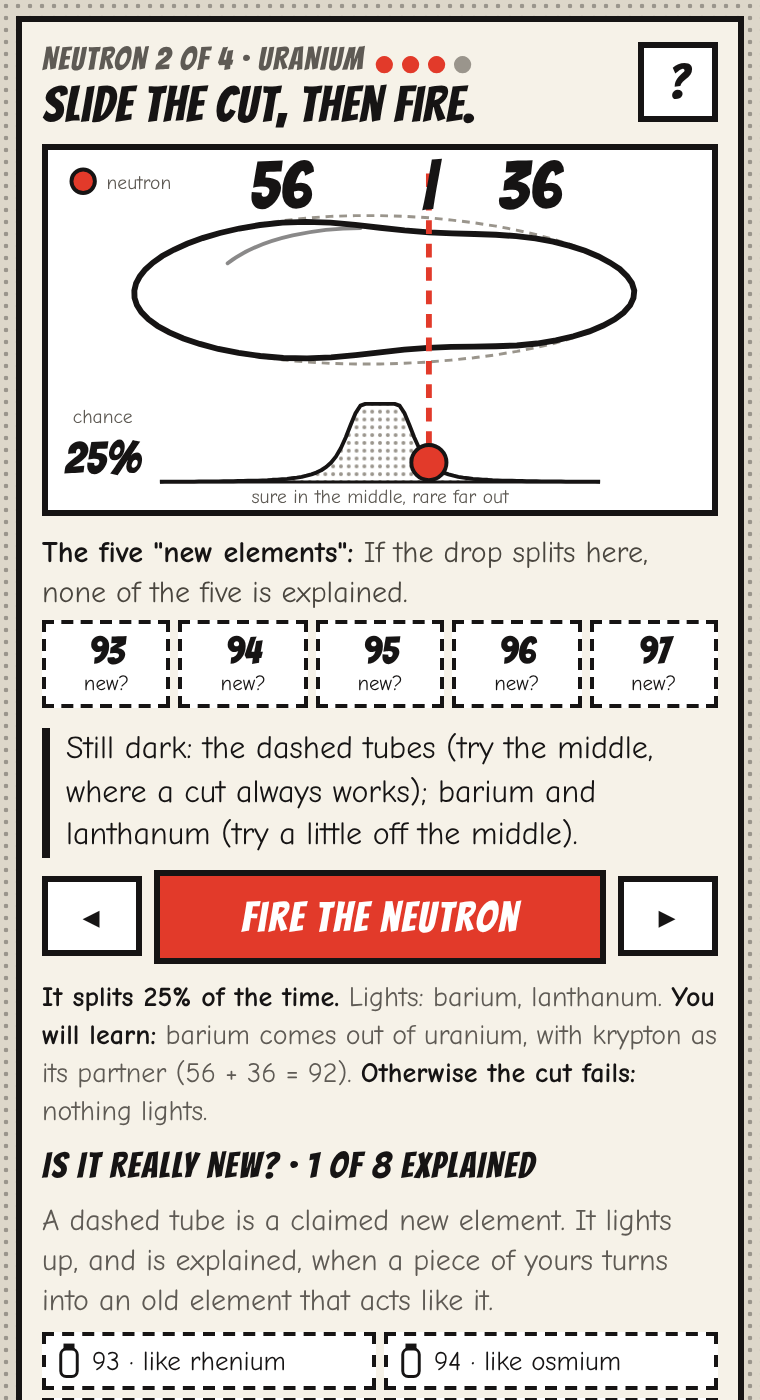 NEUTRON 2 OF 4 · URANIUM
SLIDE THE CUT, THEN FIRE.
?
neutron
56 / 36
chance
25%
sure in the middle, rare far out
The five "new elements": If the drop splits here,
none of the five is explained.
93 94 95 96 97
new? new? new? new? new?
Still dark: the dashed tubes (try the middle,
where a cut always works); barium and
lanthanum (try a little off the middle).
◄ FIRE THE NEUTRON ►
It splits 25% of the time. Lights: barium, lanthanum. You
will learn: barium comes out of uranium, with krypton as
its partner (56 + 36 = 92). Otherwise the cut fails:
nothing lights.
IS IT REALLY NEW? · 1 OF 8 EXPLAINED
A dashed tube is a claimed new element. It lights
up, and is explained, when a piece of yours turns
into an old element that acts like it.
93 · like rhenium 94 · like osmium